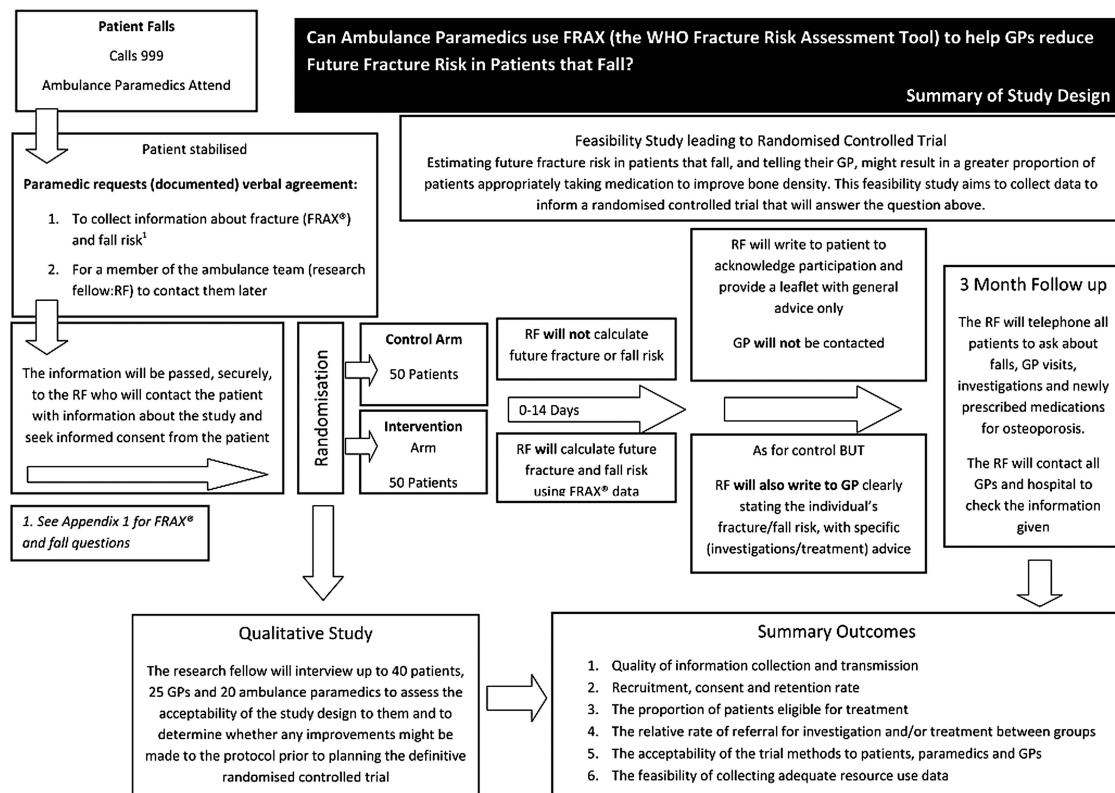 Patient Falls
Calls 999
Ambulance Paramedics Attend
Can Ambulance Paramedics use FRAX (the WHO Fracture Risk Assessment Tool) to help GPs reduce
Future Fracture Risk in Patients that Fall?
Summary of Study Design
Feasibility Study leading to Randomised Controlled Trial
Estimating future fracture risk in patients that fall, and telling their GP, might result in a greater proportion of
patients appropriately taking medication to improve bone density. This feasibility study aims to collect data to
inform a randomised controlled trial that will answer the question above.
Patient stabilised
Paramedic requests (documented) verbal agreement:
1. To collect information about fracture (FRAX®)
and fall risk¹
2. For a member of the ambulance team (research
fellow:RF) to contact them later
The information will be passed, securely,
to the RF who will contact the patient
with information about the study and
seek informed consent from the patient
1. See Appendix 1 for FRAX®
and fall questions
Randomisation
Control Arm
50 Patients
Intervention
Arm
50 Patients
RF will not calculate
future fracture or fall risk
0-14 Days
RF will calculate future
fracture and fall risk
using FRAX® data
RF will write to patient to
acknowledge participation and
provide a leaflet with general
advice only
GP will not be contacted
As for control BUT
RF will also write to GP clearly
stating the individual's
fracture/fall risk, with specific
(investigations/treatment) advice
3 Month Follow up
The RF will telephone all
patients to ask about
falls, GP visits,
investigations and newly
prescribed medications
for osteoporosis.
The RF will contact all
GPs and hospital to
check the information
given
Qualitative Study
The research fellow will interview up to 40 patients,
25 GPs and 20 ambulance paramedics to assess the
acceptability of the study design to them and to
determine whether any improvements might be
made to the protocol prior to planning the definitive
randomised controlled trial
Summary Outcomes
1. Quality of information collection and transmission
2. Recruitment, consent and retention rate
3. The proportion of patients eligible for treatment
4. The relative rate of referral for investigation and/or treatment between groups
5. The acceptability of the trial methods to patients, paramedics and GPs
6. The feasibility of collecting adequate resource use data